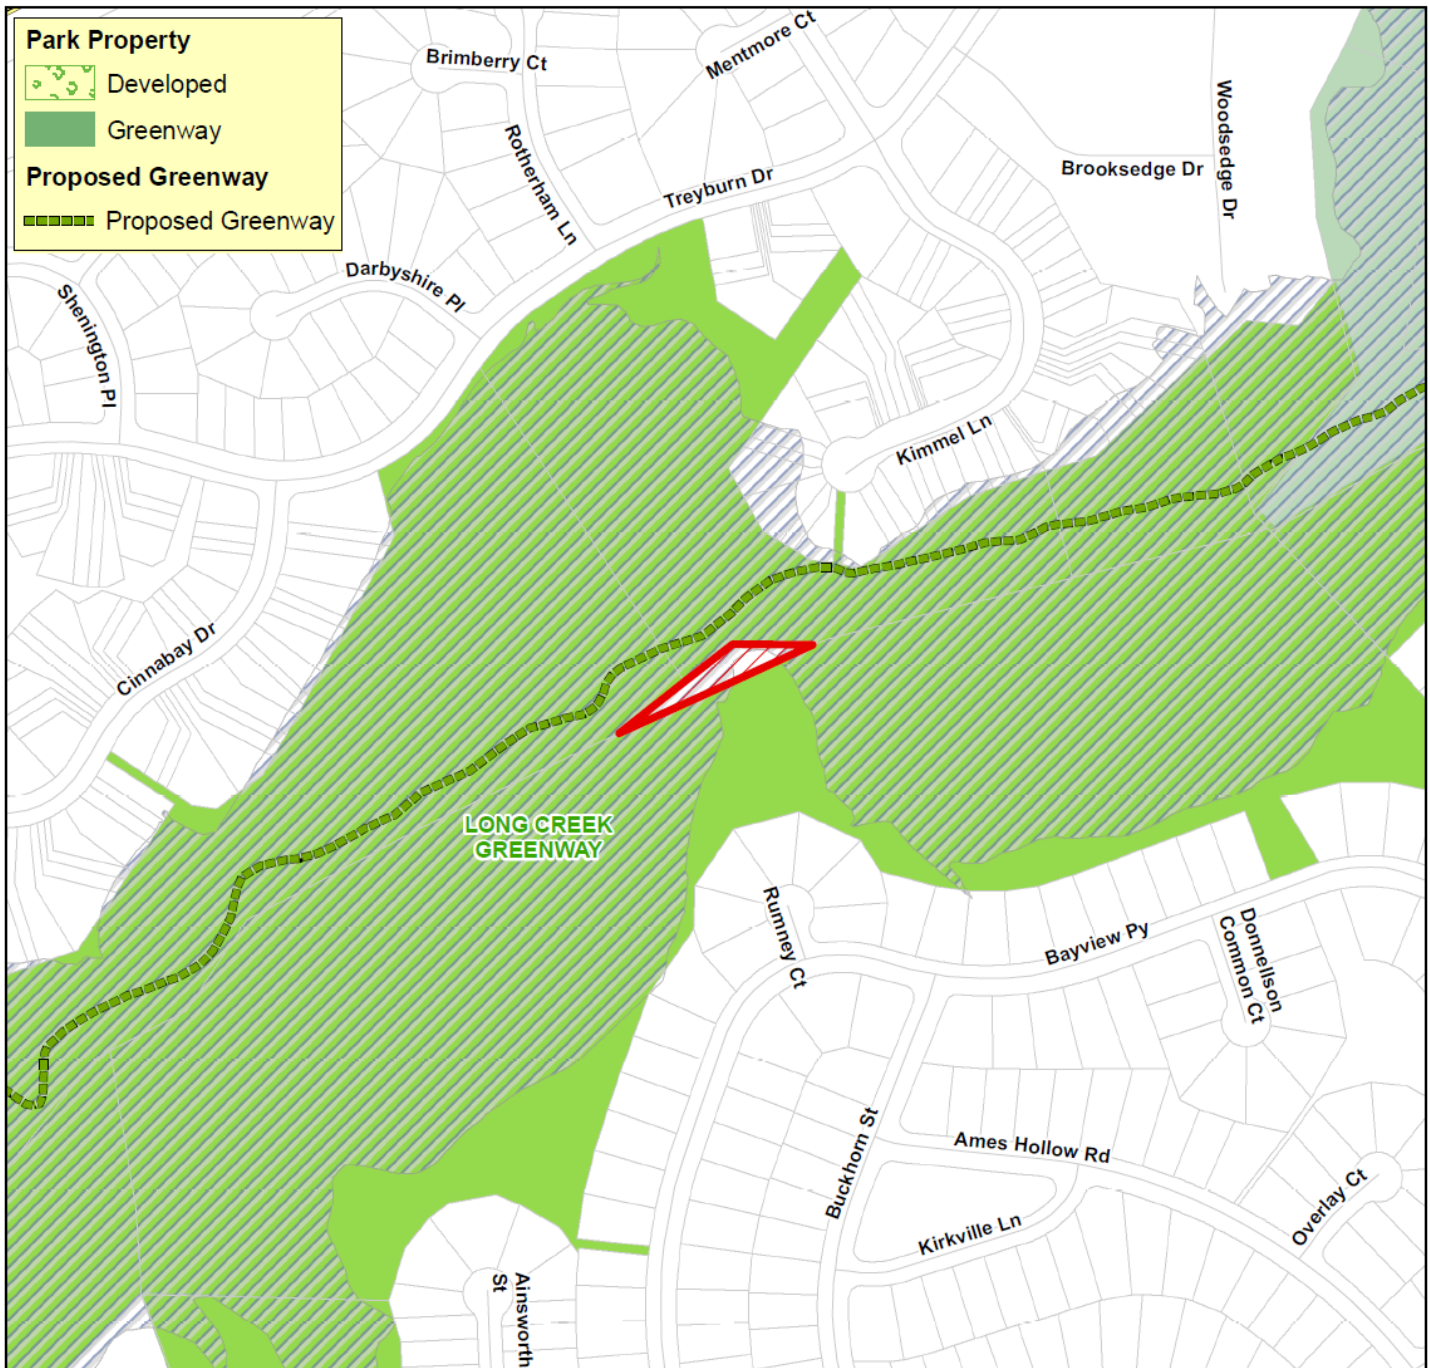 Park Property
Developed
Greenway
Proposed Greenway
Proposed Greenway
Brimberry Ct
Mentmore Ct
Rotherham Ln
Treyburn Dr
Woodsedge Dr
Brooksedge Dr
Darbyshire Pl
Shenington Pl
Kimmel Ln
Cinnabay Dr
LONG CREEK
GREENWAY
Rumney Ct
Bayview Py
Donnellson
Common Ct
Buckhorn St
Ames Hollow Rd
Kirkville Ln
Overlay Ct
Ainsworth
St